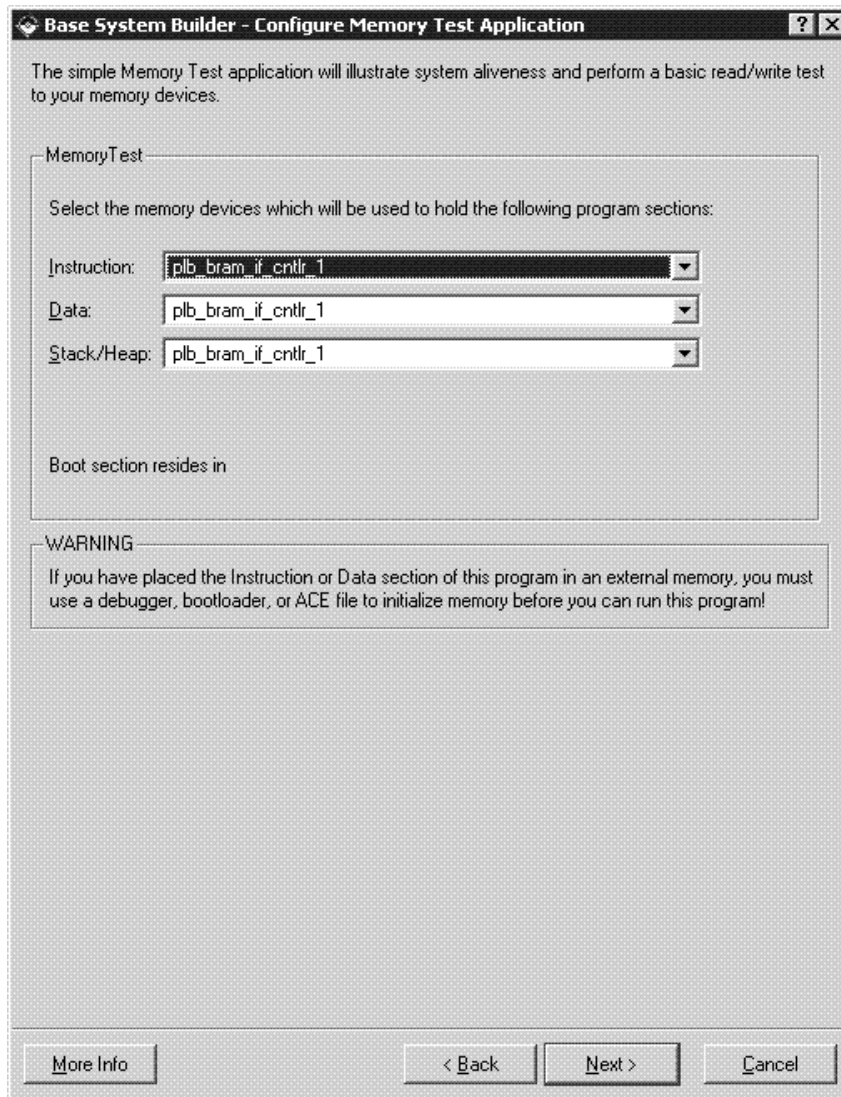 Base System Builder - Configure Memory Test Application
The simple Memory Test application will illustrate system aliveness and perform a basic read/write test
to your memory devices.
MemoryTest
Select the memory devices which will be used to hold the following program sections:
Instruction: plb_bram_if_cntlr_1
Data: plb_bram_if_cntlr_1
Stack/Heap: plb_bram_if_cntlr_1
Boot section resides in
WARNING
If you have placed the Instruction or Data section of this program in an external memory, you must
use a debugger, bootloader, or ACE file to initialize memory before you can run this program!
More Info < Back Next > Cancel